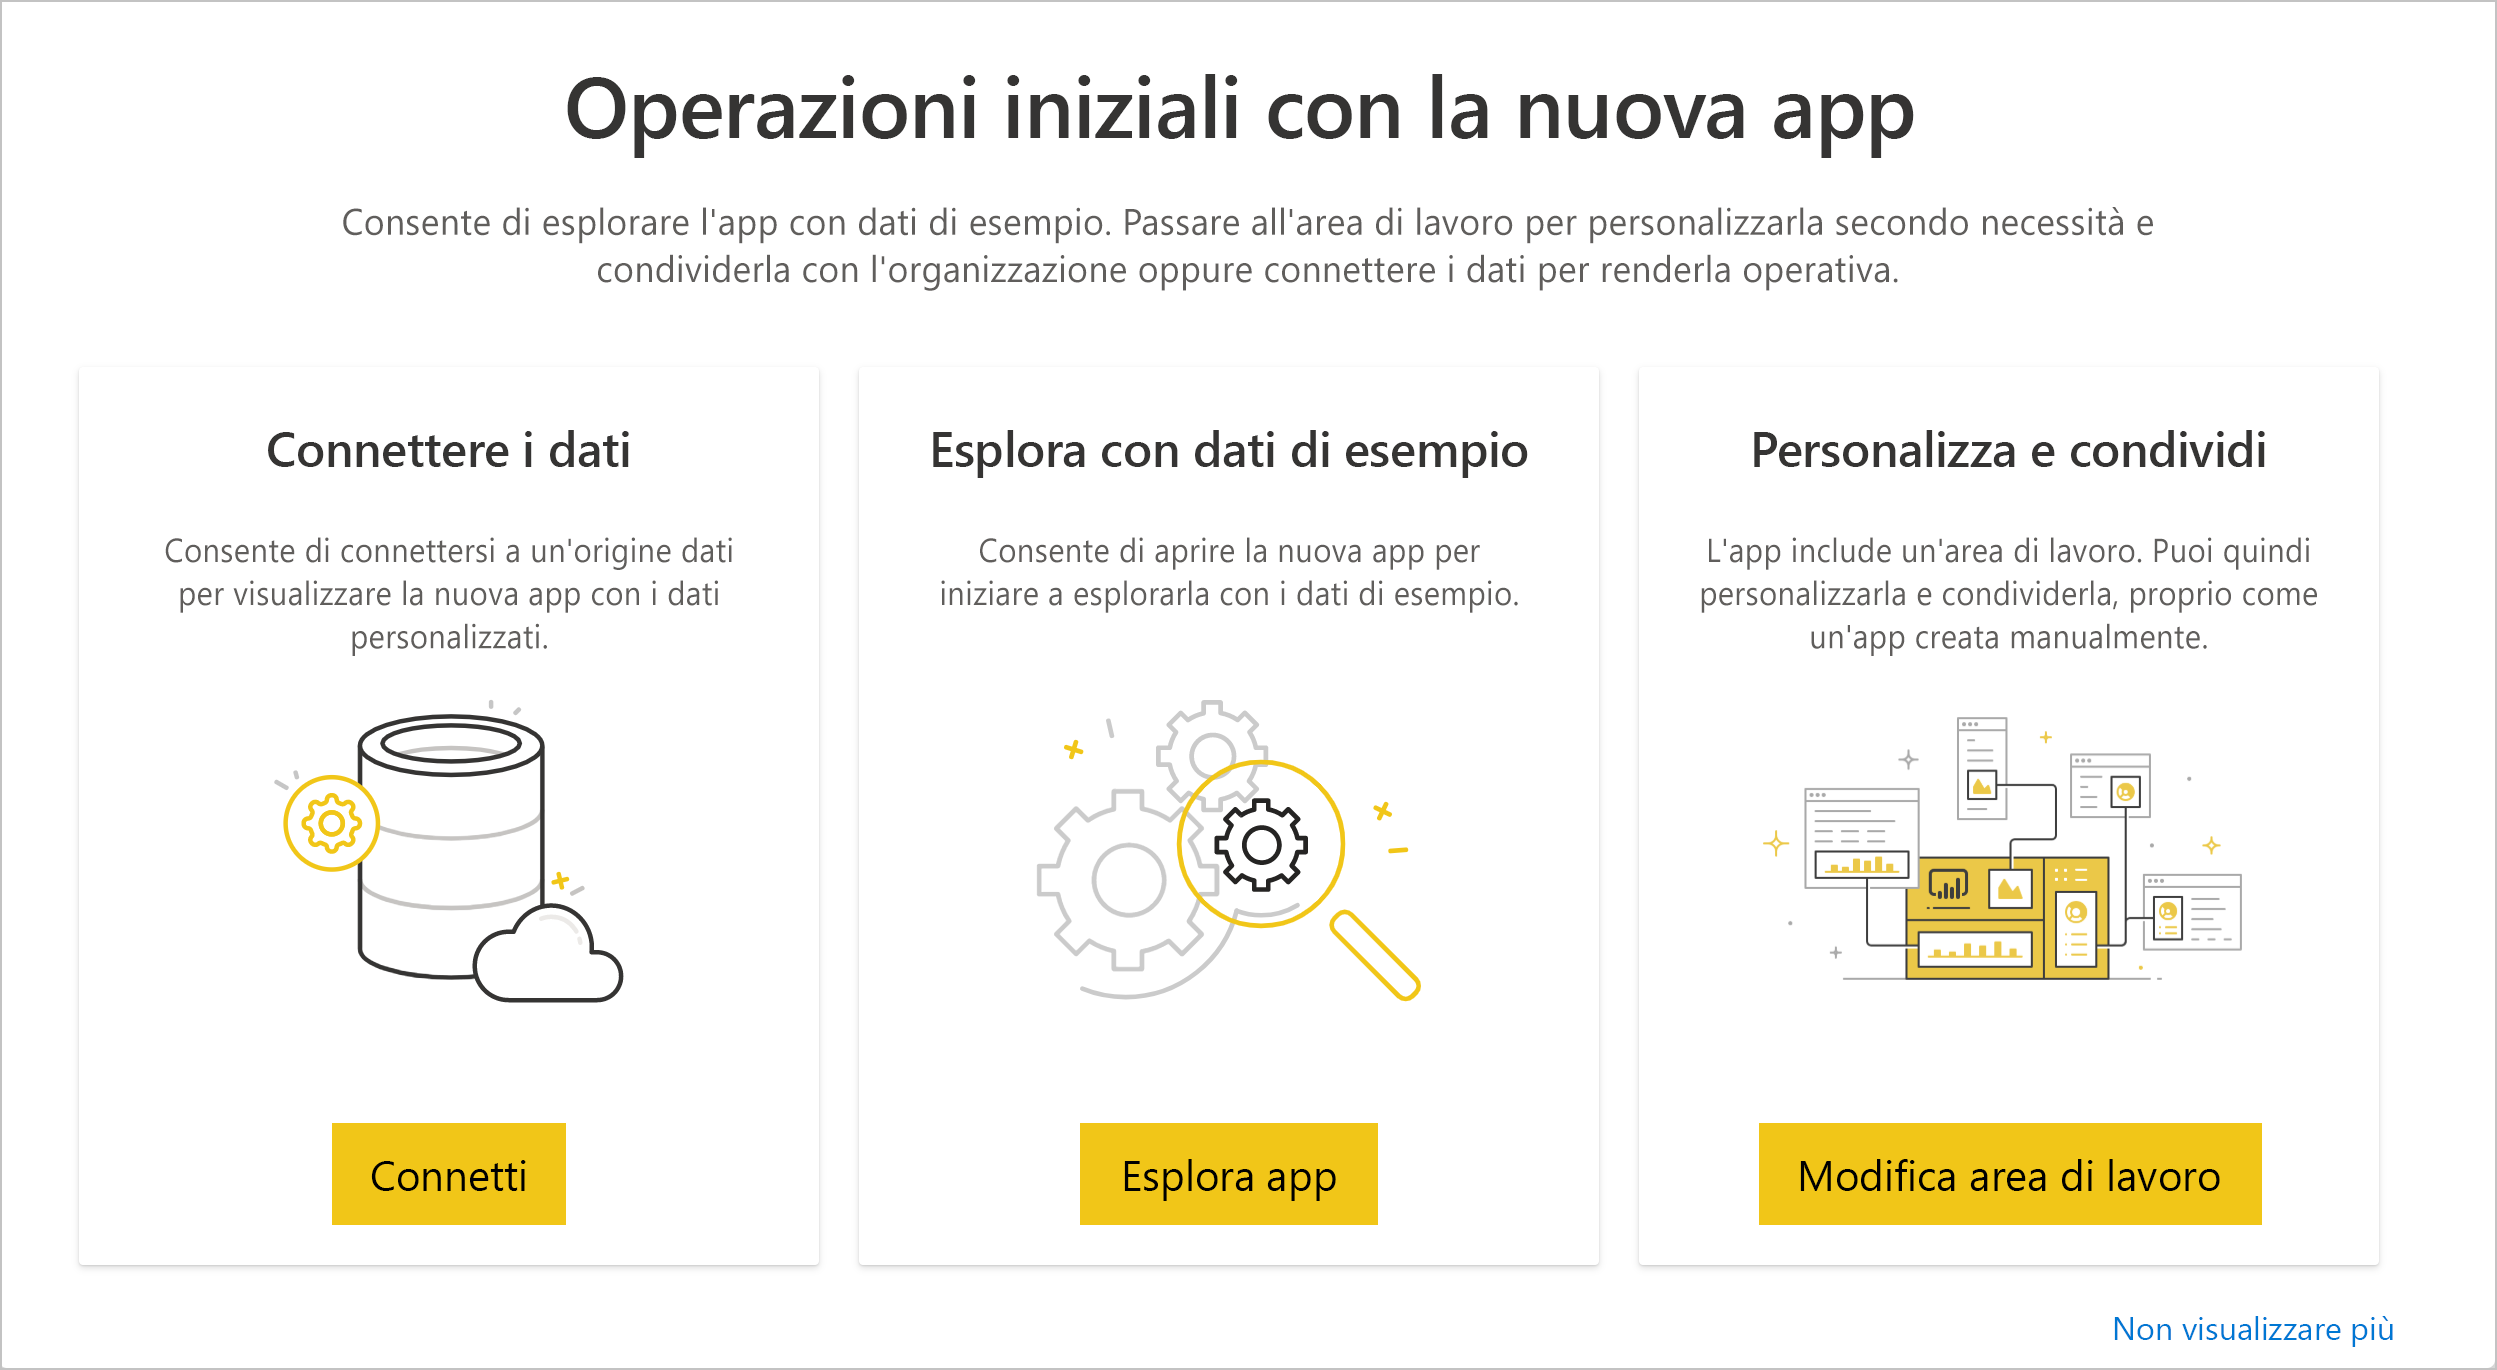 Operazioni iniziali con la nuova app
Consente di esplorare l'app con dati di esempio. Passare all'area di lavoro per personalizzarla secondo necessità e
condividerla con l'organizzazione oppure connettere i dati per renderla operativa.
Connettere i dati
Consente di connettersi a un'origine dati
per visualizzare la nuova app con i dati
personalizzati.
Connetti
Esplora con dati di esempio
Consente di aprire la nuova app per
iniziare a esplorarla con i dati di esempio.
Esplora app
Personalizza e condividi
L'app include un'area di lavoro. Puoi quindi
personalizzarla e condividerla, proprio come
un'app creata manualmente.
Modifica area di lavoro
Non visualizzare più